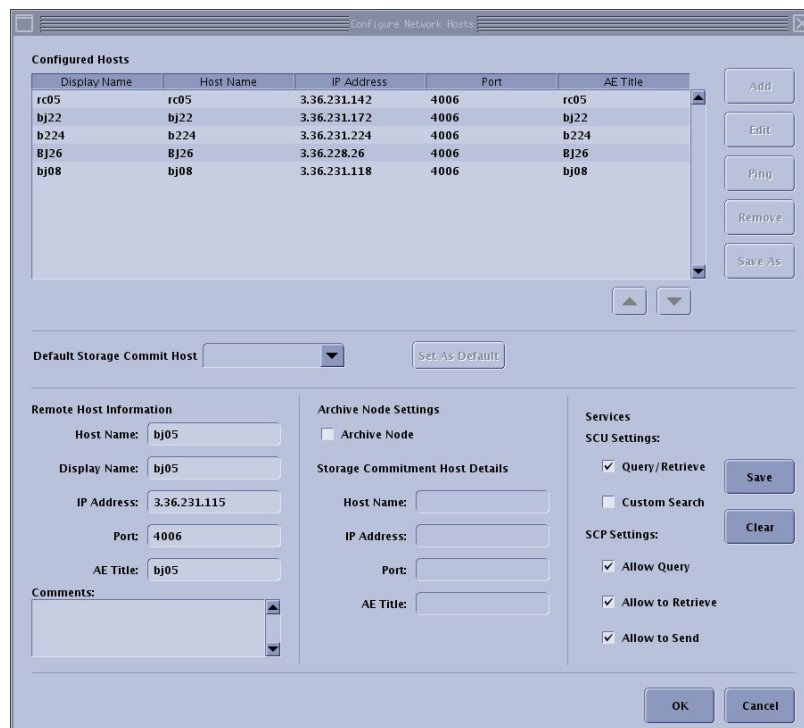 Configure Network Hosts
Configured Hosts
Display Name Host Name IP Address Port AE Title
rc05 rc05 3.36.231.142 4006 rc05
bj22 bj22 3.36.231.172 4006 bj22
b224 b224 3.36.231.224 4006 b224
BJ26 BJ26 3.36.228.26 4006 BJ26
bj08 bj08 3.36.231.118 4006 bj08
Add
Edit
Ping
Remove
Save As
Default Storage Commit Host
Set As Default
Remote Host Information
Host Name: bj05
Display Name: bj05
IP Address: 3.36.231.115
Port: 4006
AE Title: bj05
Comments:
Archive Node Settings
Archive Node
Storage Commitment Host Details
Host Name:
IP Address:
Port:
AE Title:
Services
SCU Settings:
Query/Retrieve
Custom Search
SCP Settings:
Allow Query
Allow to Retrieve
Allow to Send
Save
Clear
OK
Cancel